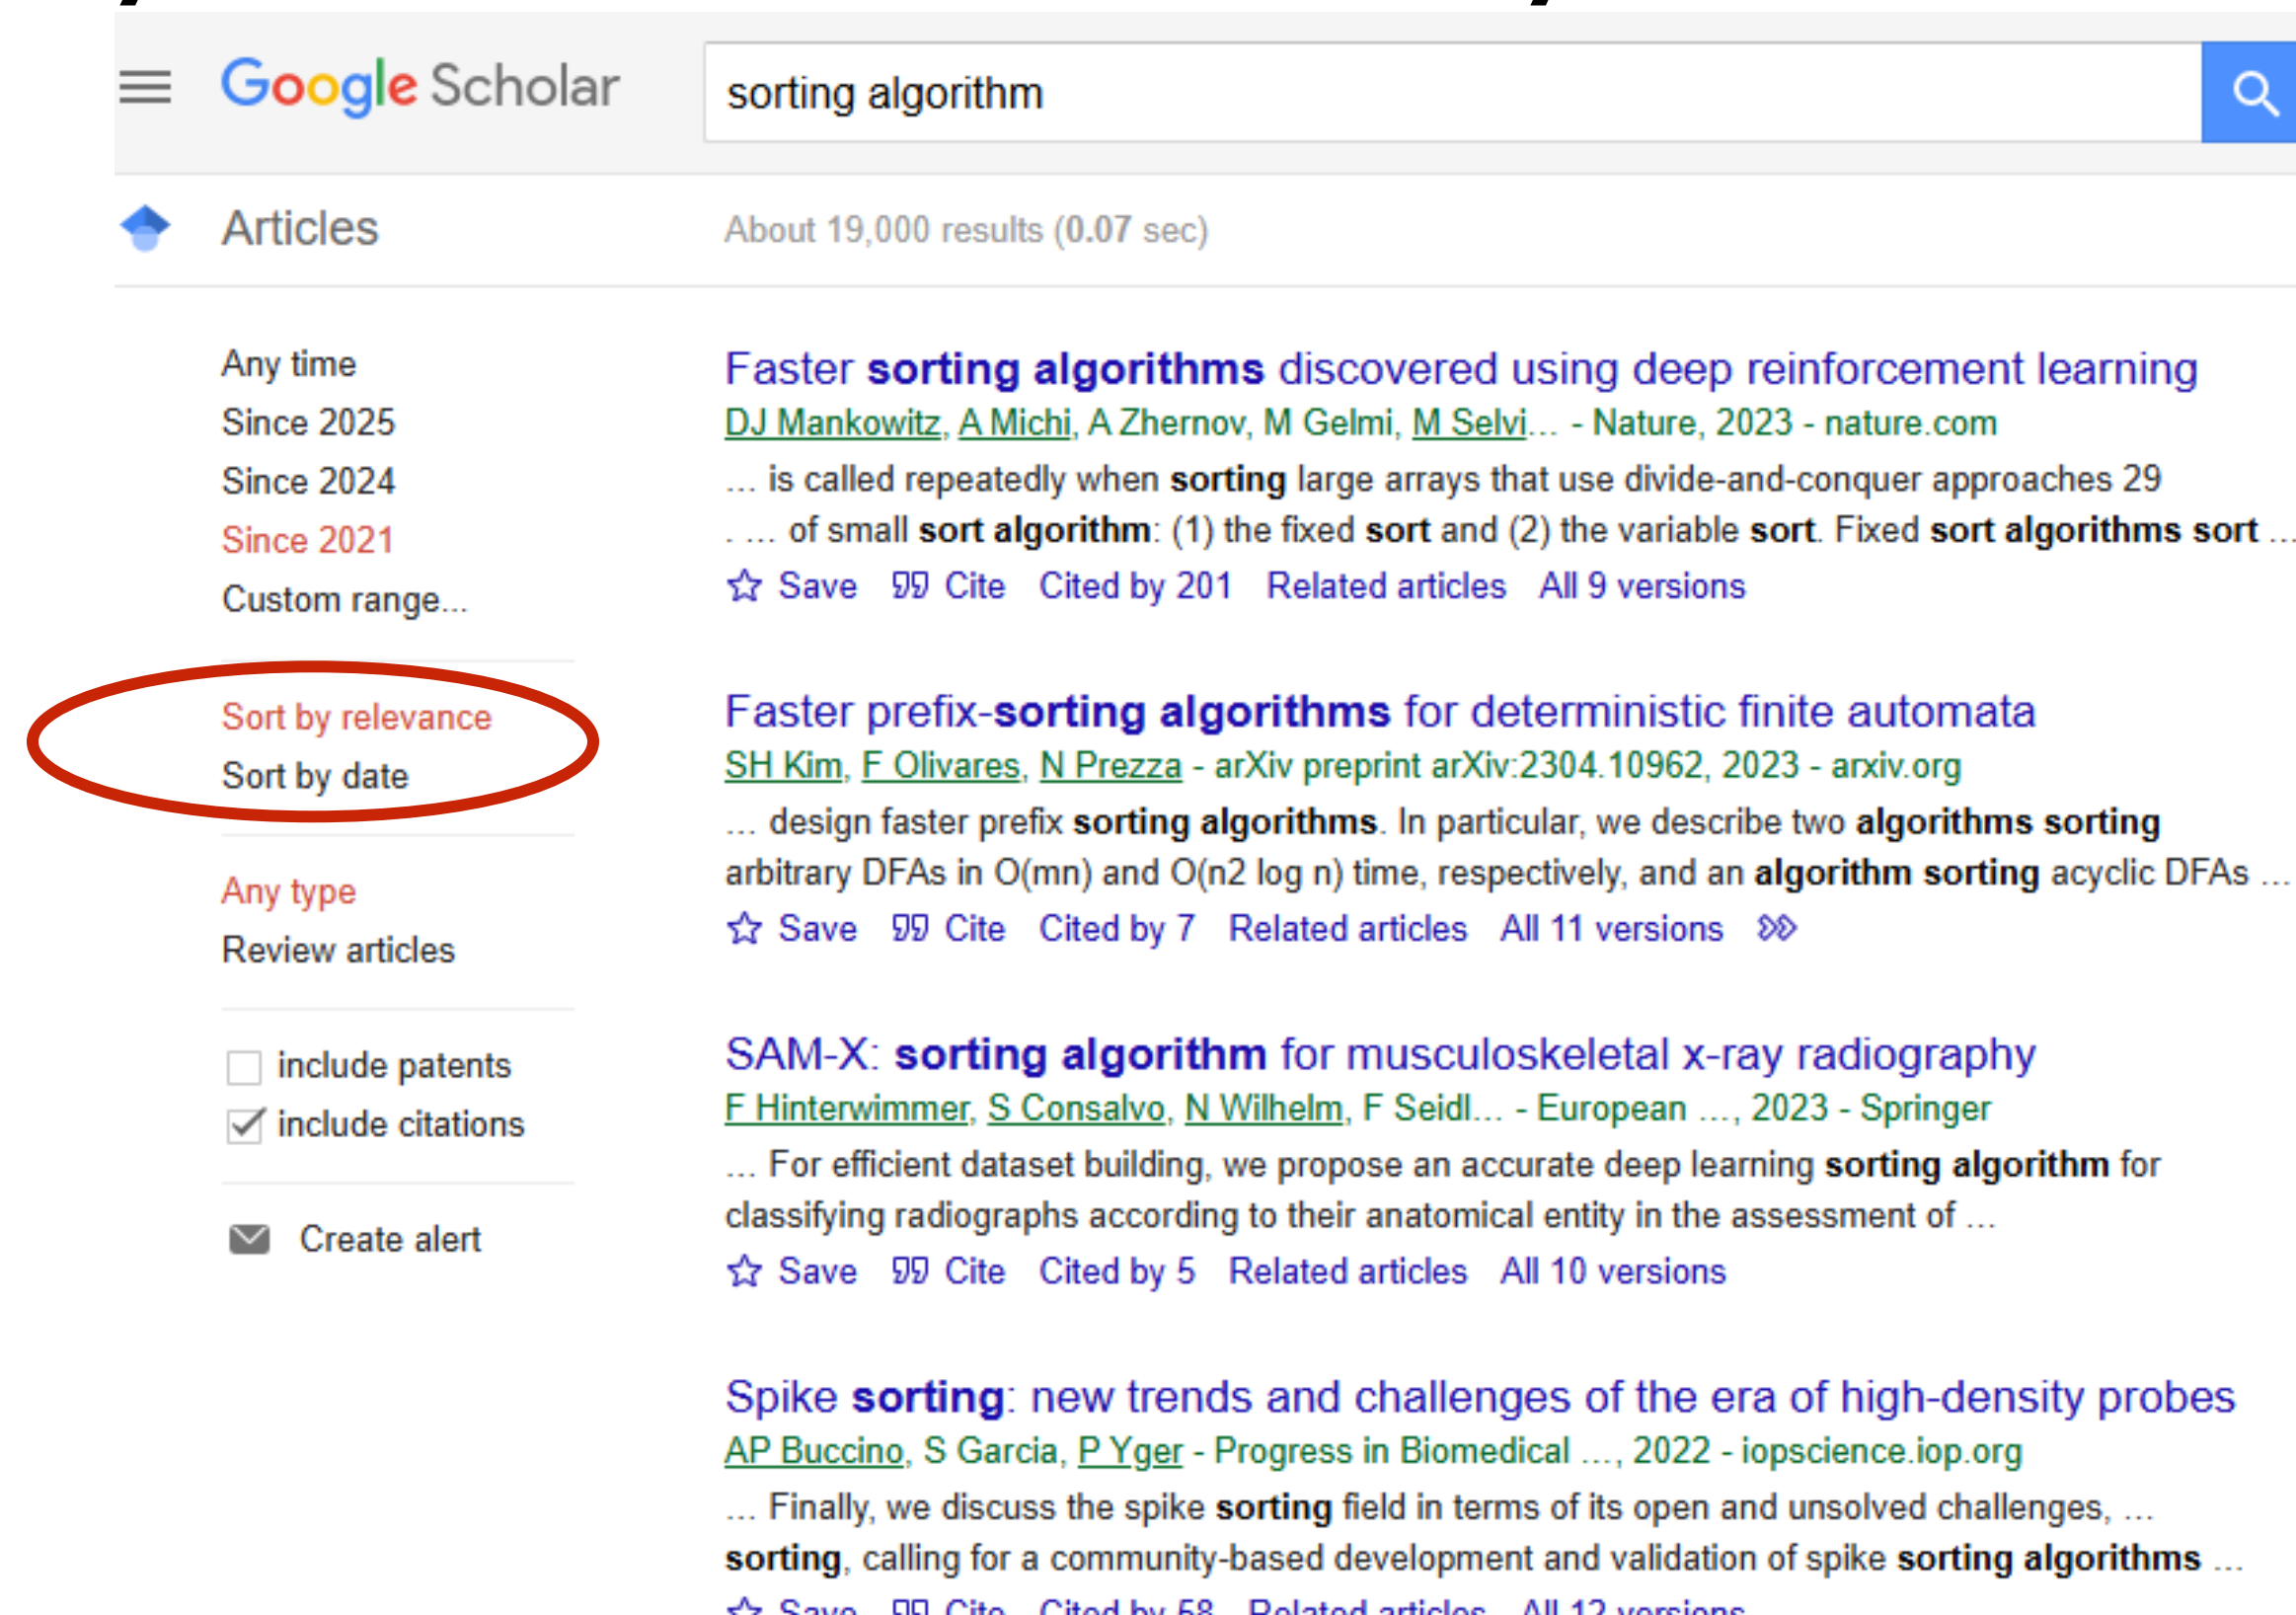 Google Scholar
sorting algorithm
Articles
About 19,000 results (0.07 sec)
Any time
Since 2025
Since 2024
Since 2021
Custom range...
Sort by relevance
Sort by date
Any type
Review articles
include patents
include citations
Create alert
Faster sorting algorithms discovered using deep reinforcement learning
DJ Mankowitz, A Michi, A Zhernov, M Gelmi, M Selvi… - Nature, 2023 - nature.com
… is called repeatedly when sorting large arrays that use divide-and-conquer approaches 29
. … of small sort algorithm: (1) the fixed sort and (2) the variable sort. Fixed sort algorithms sort …
Save Cite Cited by 201 Related articles All 9 versions
Faster prefix-sorting algorithms for deterministic finite automata
SH Kim, F Olivares, N Prezza - arXiv preprint arXiv:2304.10962, 2023 - arxiv.org
… design faster prefix sorting algorithms. In particular, we describe two algorithms sorting
arbitrary DFAs in O(mn) and O(n2 log n) time, respectively, and an algorithm sorting acyclic DFAs …
Save Cite Cited by 7 Related articles All 11 versions
SAM-X: sorting algorithm for musculoskeletal x-ray radiography
F Hinterwimmer, S Consalvo, N Wilhelm, F Seidl… - European …, 2023 - Springer
… For efficient dataset building, we propose an accurate deep learning sorting algorithm for
classifying radiographs according to their anatomical entity in the assessment of …
Save Cite Cited by 5 Related articles All 10 versions
Spike sorting: new trends and challenges of the era of high-density probes
AP Buccino, S Garcia, P Yger - Progress in Biomedical …, 2022 - iopscience.iop.org
… Finally, we discuss the spike sorting field in terms of its open and unsolved challenges, …
sorting, calling for a community-based development and validation of spike sorting algorithms …
Save Cite Cited by 58 Related articles All 12 versions